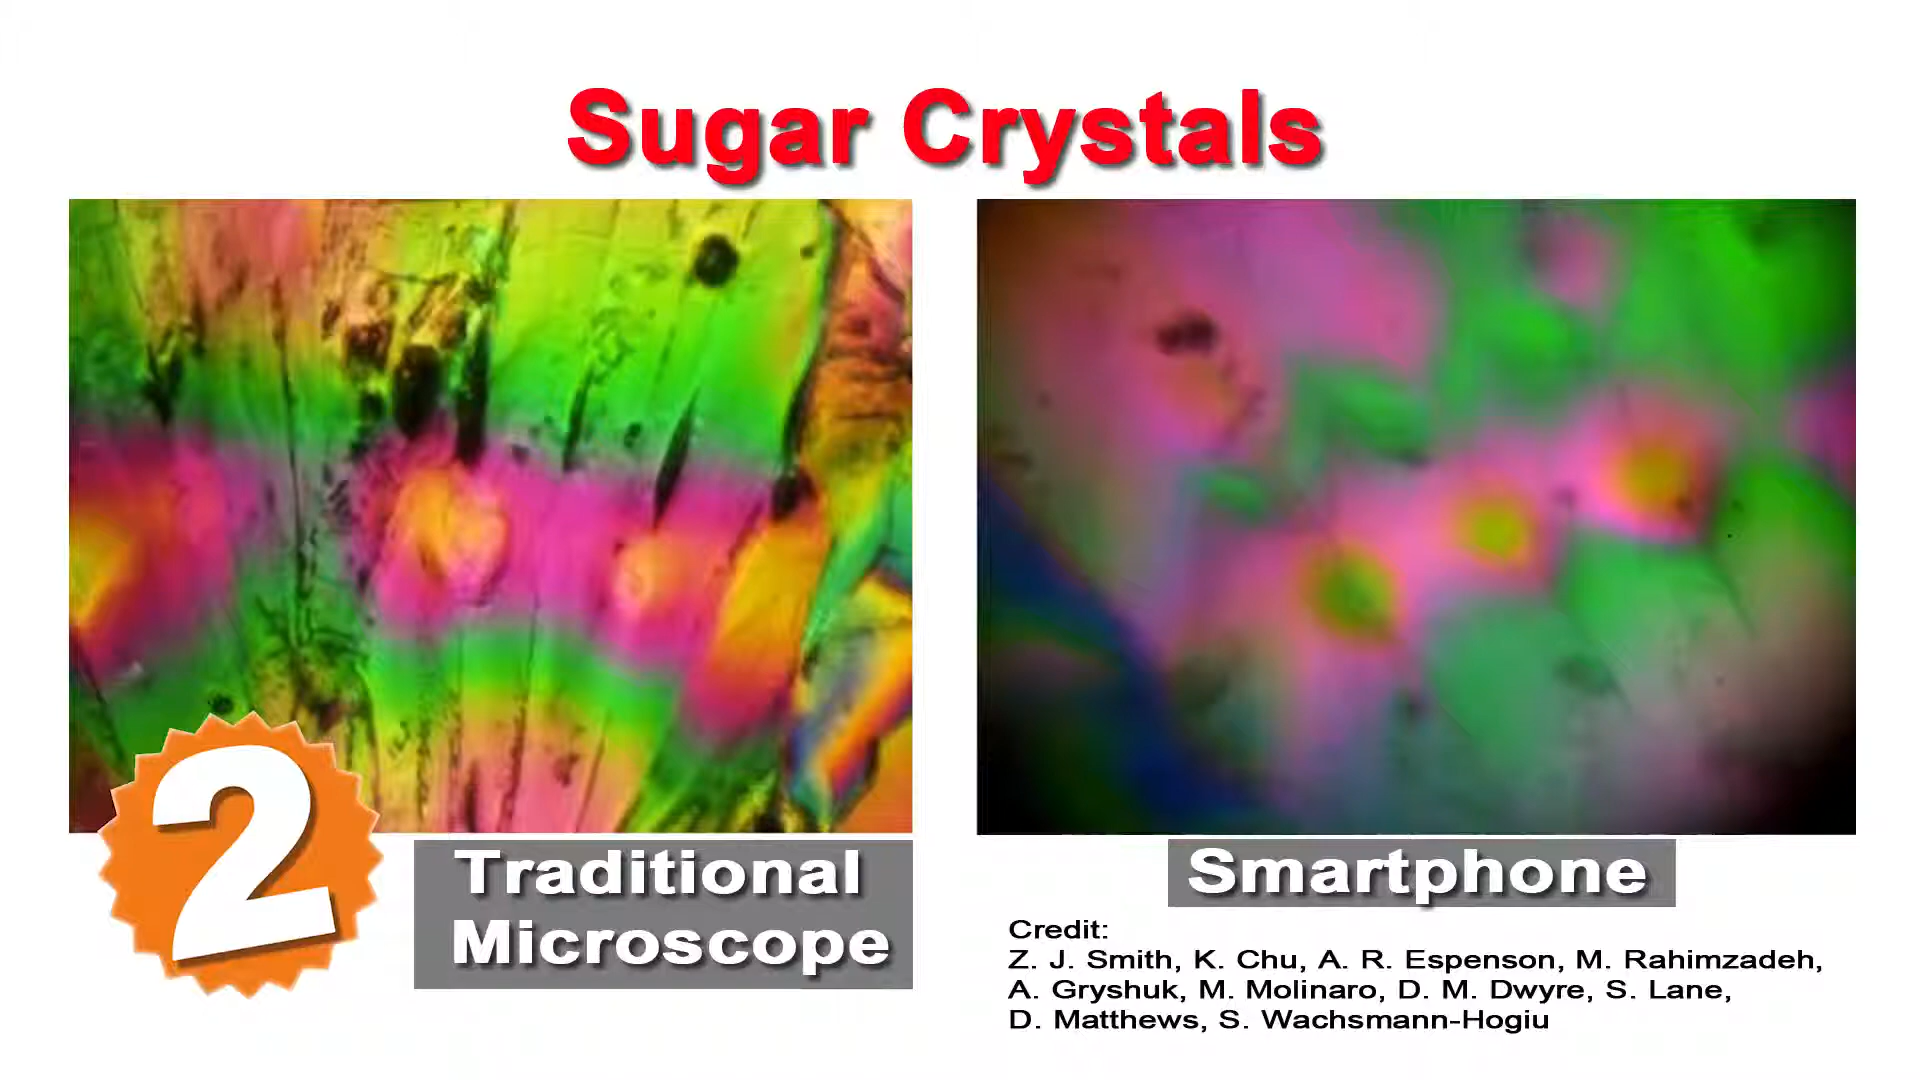 Sugar Crystals
2
Traditional
Microscope
Smartphone
Credit:
Z. J. Smith, K. Chu, A. R. Espenson, M. Rahimzadeh,
A. Gryshuk, M. Molinaro, D. M. Dwyre, S. Lane,
D. Matthews, S. Wachsmann-Hogiu